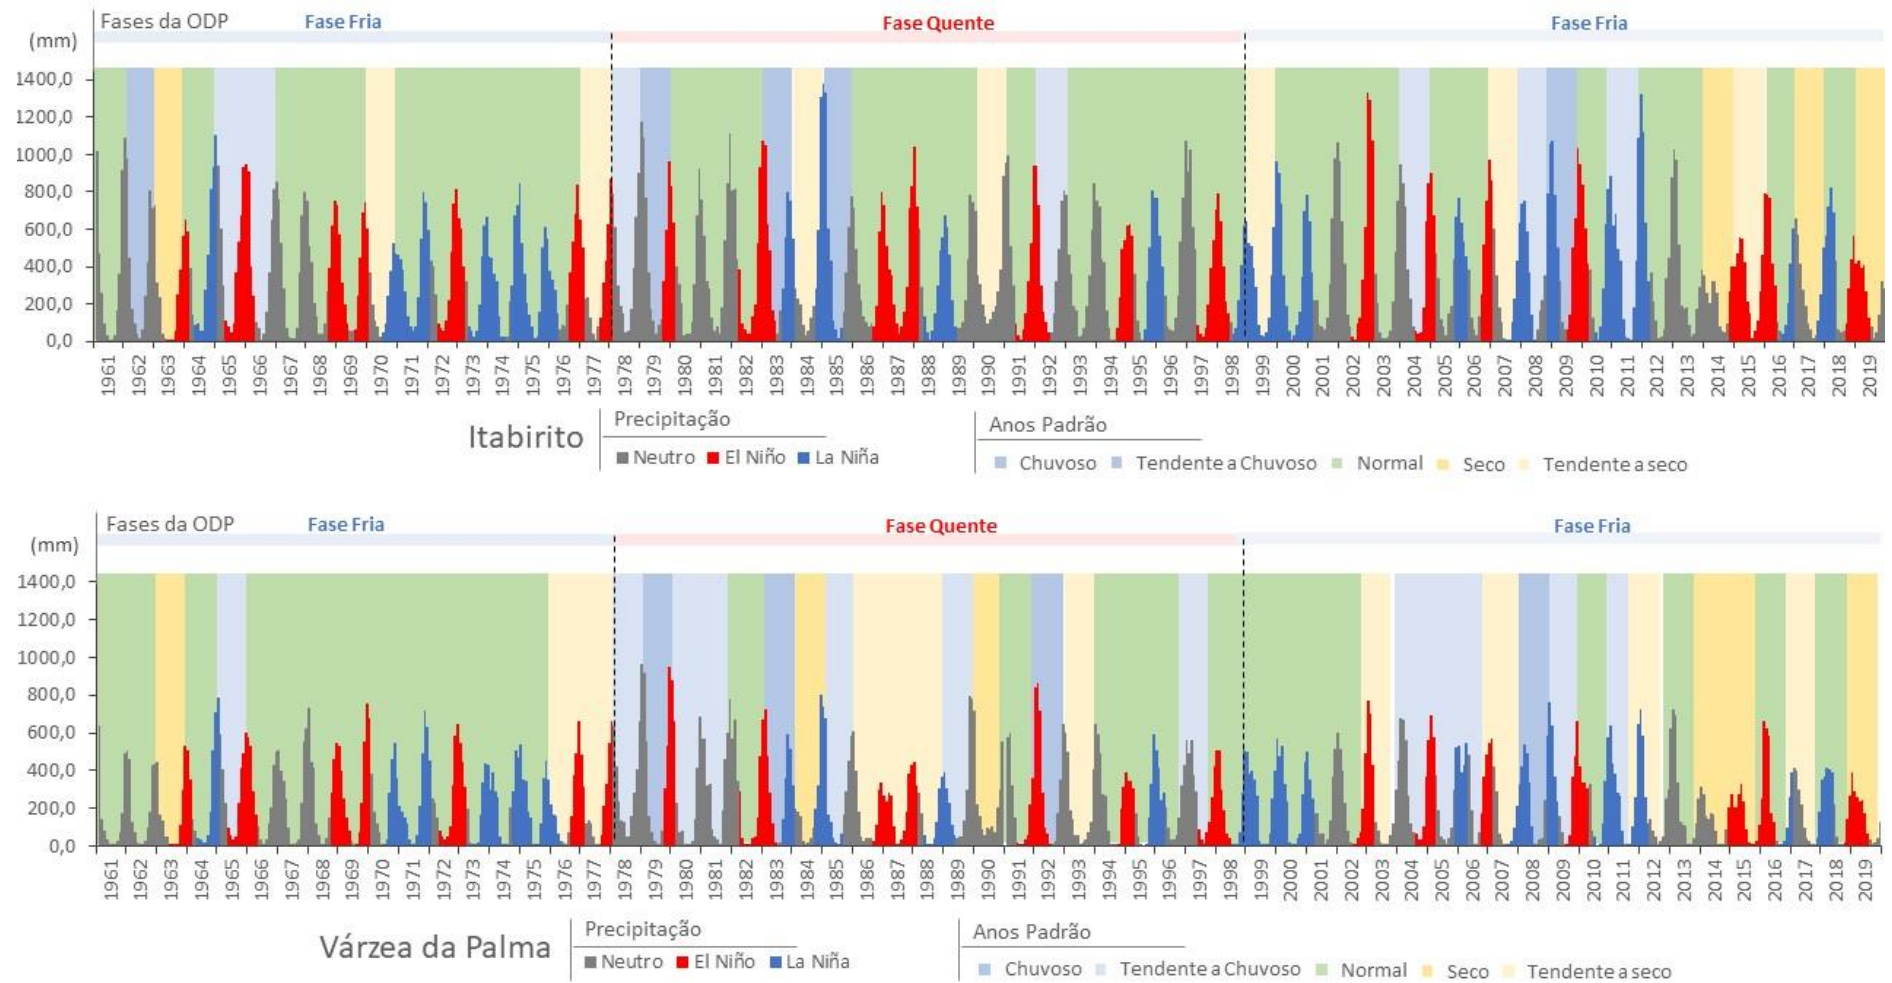 Fases da ODP Fase Fria Fase Quente Fase Fria
(mm)
1400,0
1200,0
1000,0
800,0
600,0
400,0
200,0
0,0
1961 1962 1963 1964 1965 1966 1967 1968 1969 1970 1971 1972 1973 1974 1975 1976 1977 1978 1979 1980 1981 1982 1983 1984 1985 1986 1987 1988 1989 1990 1991 1992 1993 1994 1995 1996 1997 1998 1999 2000 2001 2002 2003 2004 2005 2006 2007 2008 2009 2010 2011 2012 2013 2014 2015 2016 2017 2018 2019
Itabirito
Precipitação
Neutro El Niño La Niña
Anos Padrão
Chuvoso Tendente a Chuvoso Normal Seco Tendente a seco
Fases da ODP Fase Fria Fase Quente Fase Fria
(mm)
1400,0
1200,0
1000,0
800,0
600,0
400,0
200,0
0,0
1961 1962 1963 1964 1965 1966 1967 1968 1969 1970 1971 1972 1973 1974 1975 1976 1977 1978 1979 1980 1981 1982 1983 1984 1985 1986 1987 1988 1989 1990 1991 1992 1993 1994 1995 1996 1997 1998 1999 2000 2001 2002 2003 2004 2005 2006 2007 2008 2009 2010 2011 2012 2013 2014 2015 2016 2017 2018 2019
Várzea da Palma
Precipitação
Neutro El Niño La Niña
Anos Padrão
Chuvoso Tendente a Chuvoso Normal Seco Tendente a seco